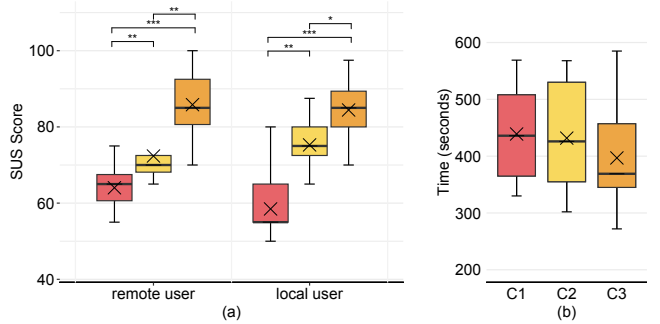 **
***
**
*
***
**
100
80
60
40
SUS Score
remote user
local user
(a)
600
500
400
300
200
Time (seconds)
C1 C2 C3
(b)